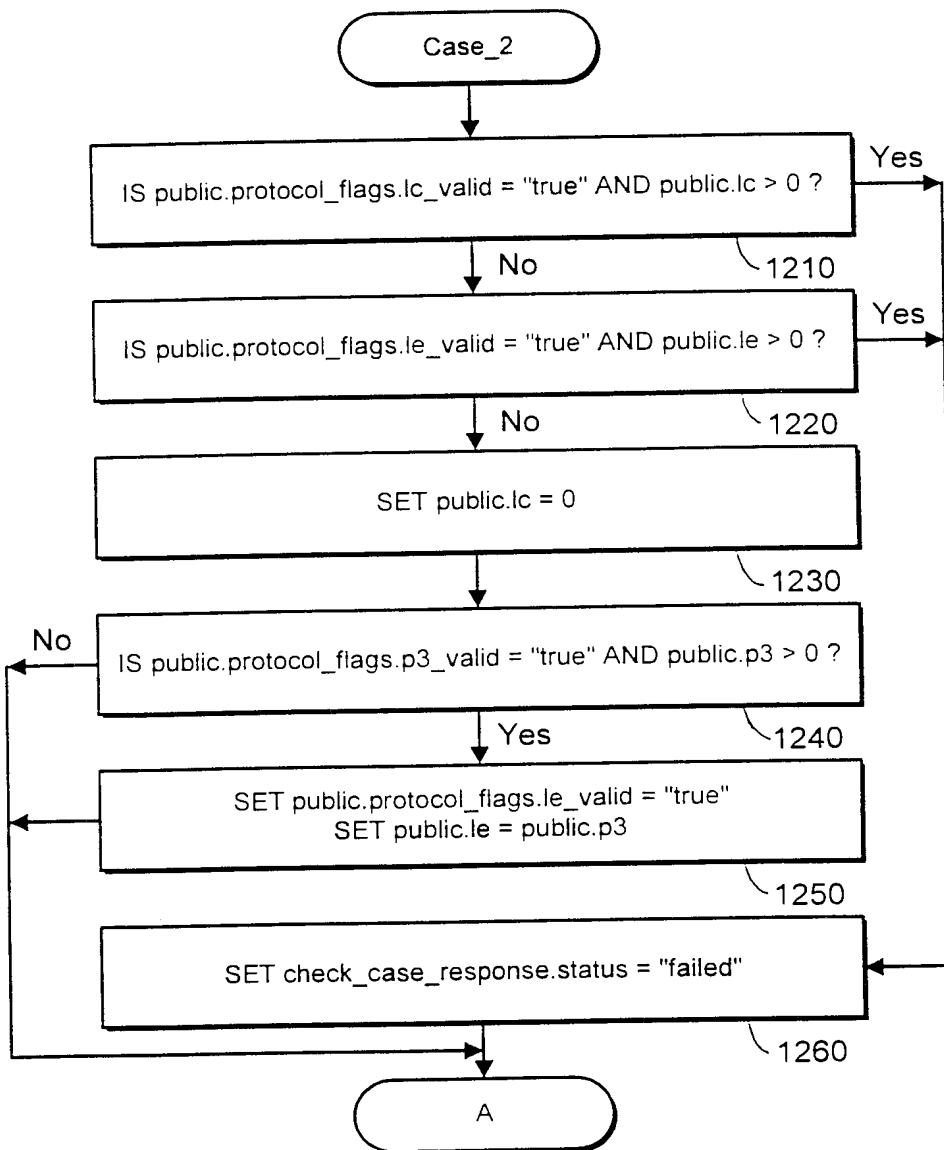 Case_2
IS public.protocol_flags.lc_valid = "true" AND public.lc > 0 ?
Yes
1210
No
IS public.protocol_flags.le_valid = "true" AND public.le > 0 ?
Yes
1220
No
SET public.lc = 0
1230
No
IS public.protocol_flags.p3_valid = "true" AND public.p3 > 0 ?
1240
Yes
SET public.protocol_flags.le_valid = "true"
SET public.le = public.p3
1250
SET check_case_response.status = "failed"
1260
A